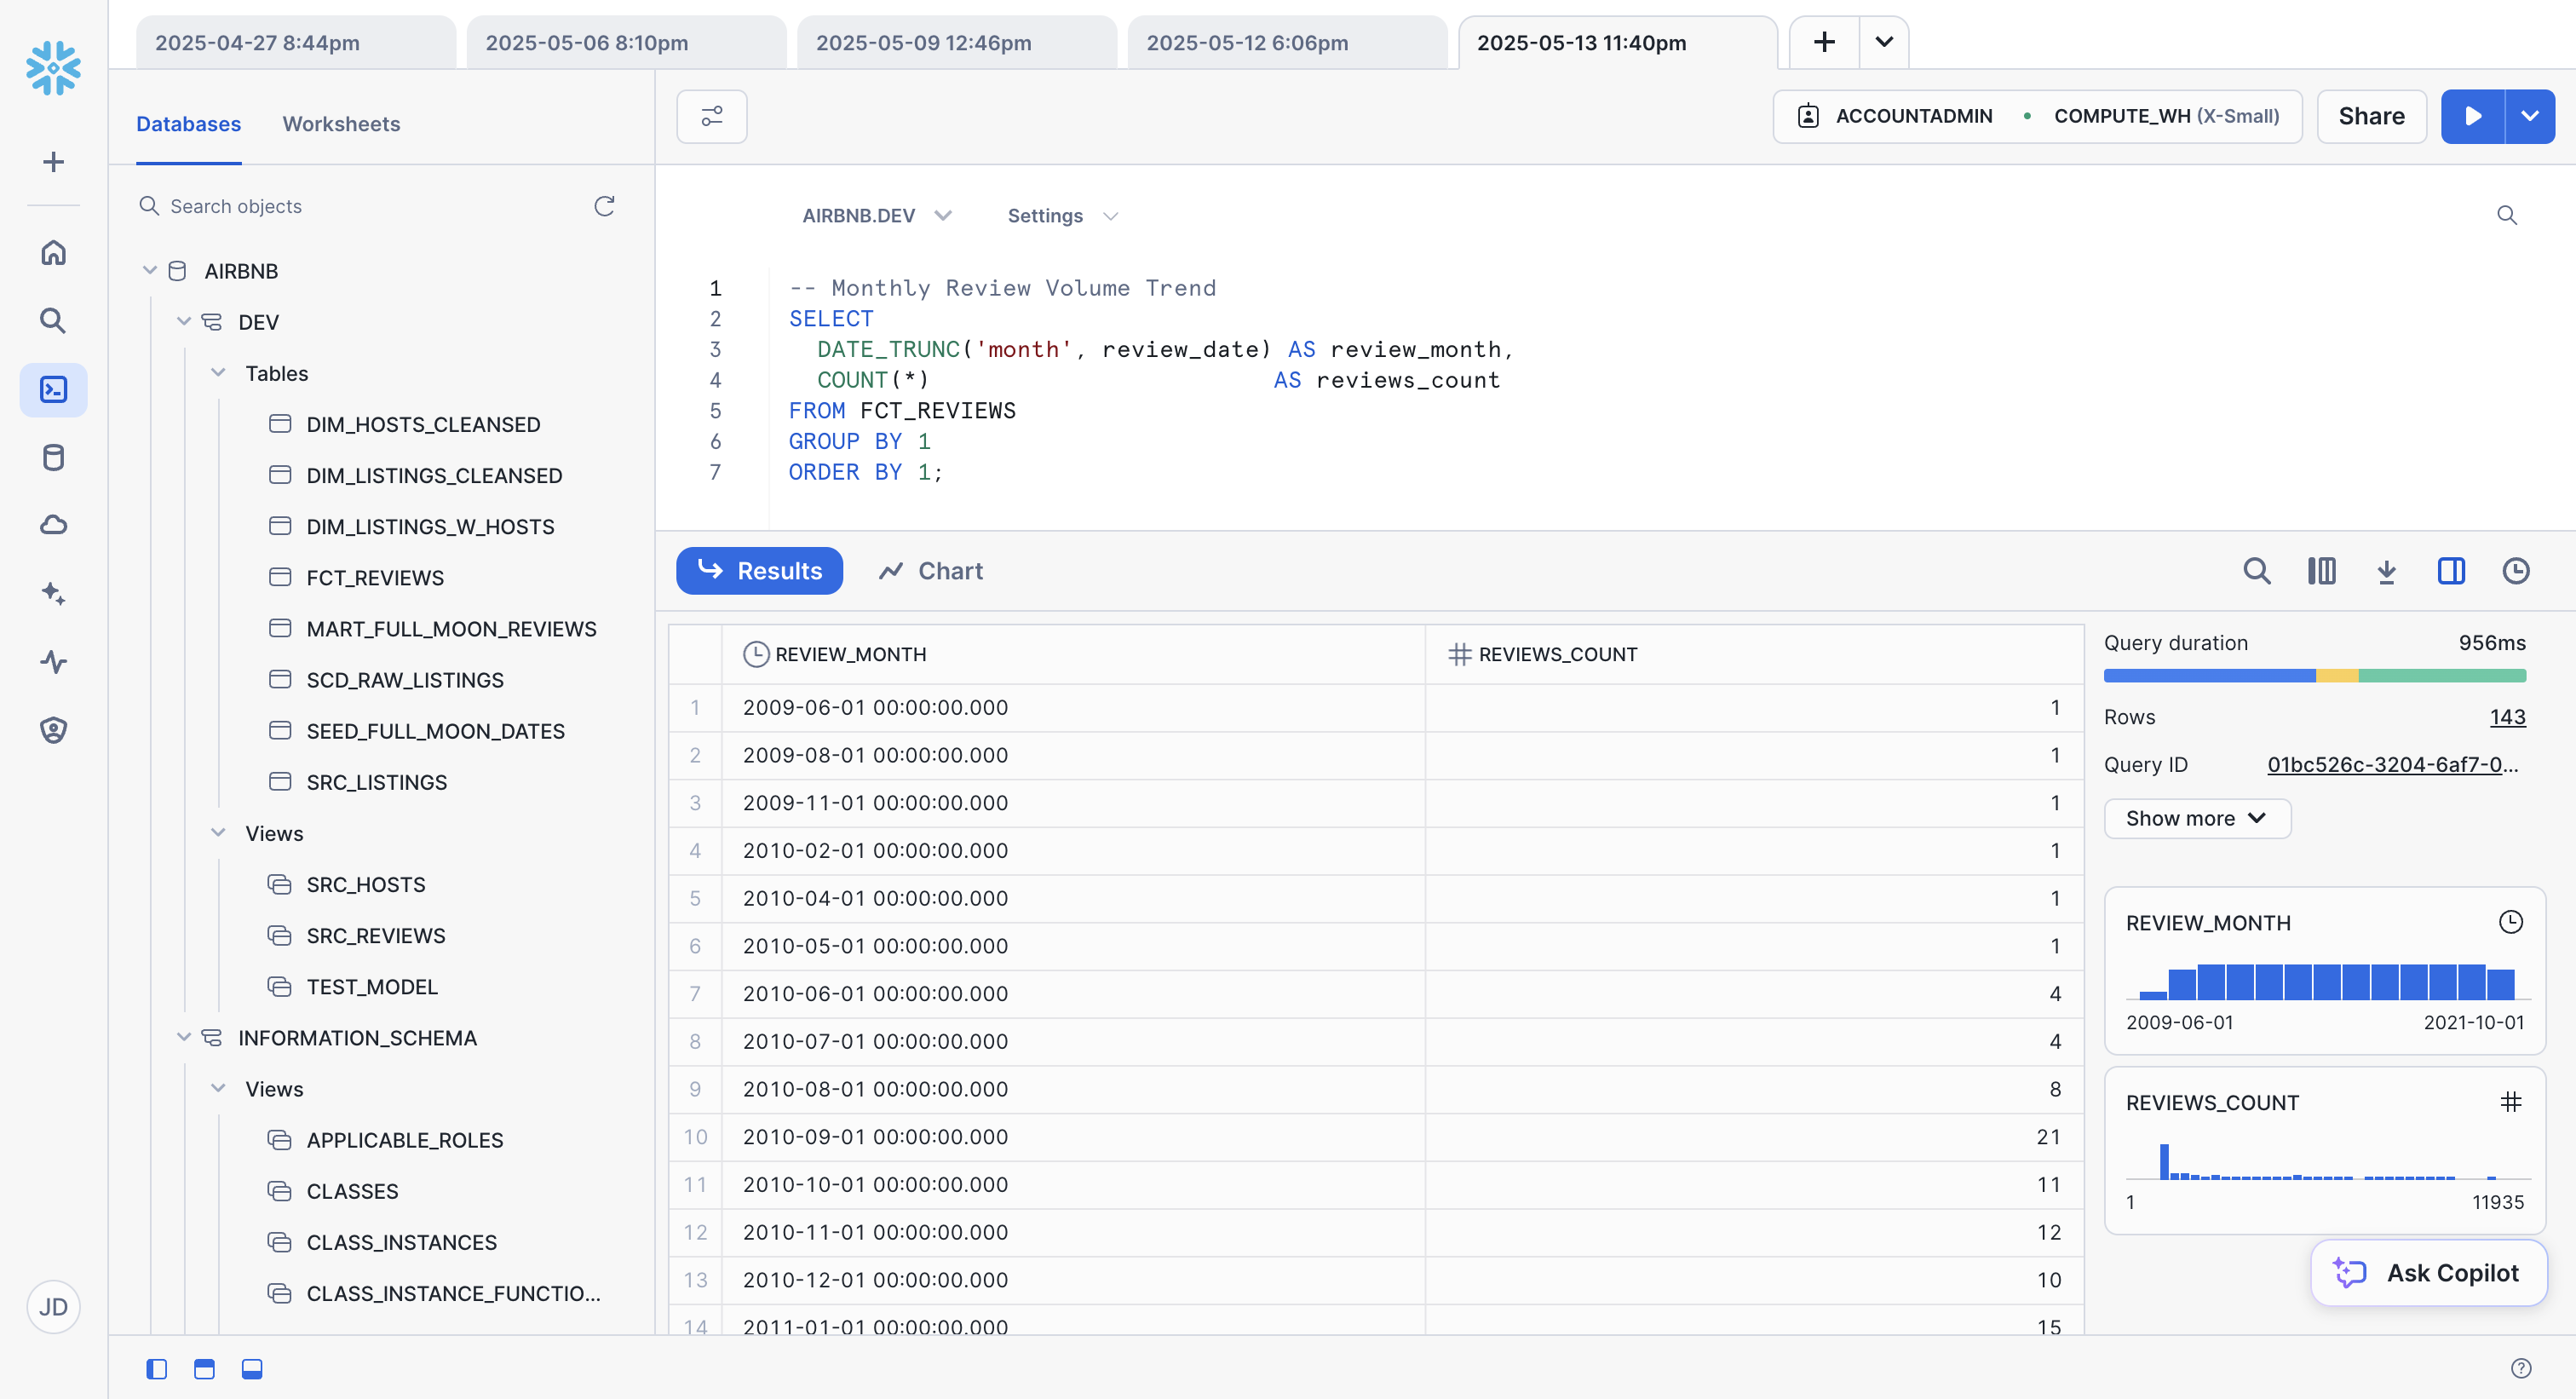 2025-04-27 8:44pm
2025-05-06 8:10pm
2025-05-09 12:46pm
2025-05-12 6:06pm
2025-05-13 11:40pm
Databases
Worksheets
Search objects
AIRBNB
DEV
Tables
DIM_HOSTS_CLEANSED
DIM_LISTINGS_CLEANSED
DIM_LISTINGS_W_HOSTS
FCT_REVIEWS
MART_FULL_MOON_REVIEWS
SCD_RAW_LISTINGS
SEED_FULL_MOON_DATES
SRC_LISTINGS
Views
SRC_HOSTS
SRC_REVIEWS
TEST_MODEL
INFORMATION_SCHEMA
Views
APPLICABLE_ROLES
CLASSES
CLASS_INSTANCES
CLASS_INSTANCE_FUNCTIO...
JD
ACCOUNTADMIN • COMPUTE_WH (X-Small)
Share
AIRBNB.DEV
Settings
1 -- Monthly Review Volume Trend
2 SELECT
3 DATE_TRUNC('month', review_date) AS review_month,
4 COUNT(*) AS reviews_count
5 FROM FCT_REVIEWS
6 GROUP BY 1
7 ORDER BY 1;
Results
Chart
REVIEW_MONTH REVIEWS_COUNT
1 2009-06-01 00:00:00.000 1
2 2009-08-01 00:00:00.000 1
3 2009-11-01 00:00:00.000 1
4 2010-02-01 00:00:00.000 1
5 2010-04-01 00:00:00.000 1
6 2010-05-01 00:00:00.000 1
7 2010-06-01 00:00:00.000 4
8 2010-07-01 00:00:00.000 4
9 2010-08-01 00:00:00.000 8
10 2010-09-01 00:00:00.000 21
11 2010-10-01 00:00:00.000 11
12 2010-11-01 00:00:00.000 12
13 2010-12-01 00:00:00.000 10
14 2011-01-01 00:00:00.000 15
Query duration 956ms
Rows 143
Query ID 01bc526c-3204-6af7-0...
Show more
REVIEW_MONTH
2009-06-01 2021-10-01
REVIEWS_COUNT
1 11935
Ask Copilot